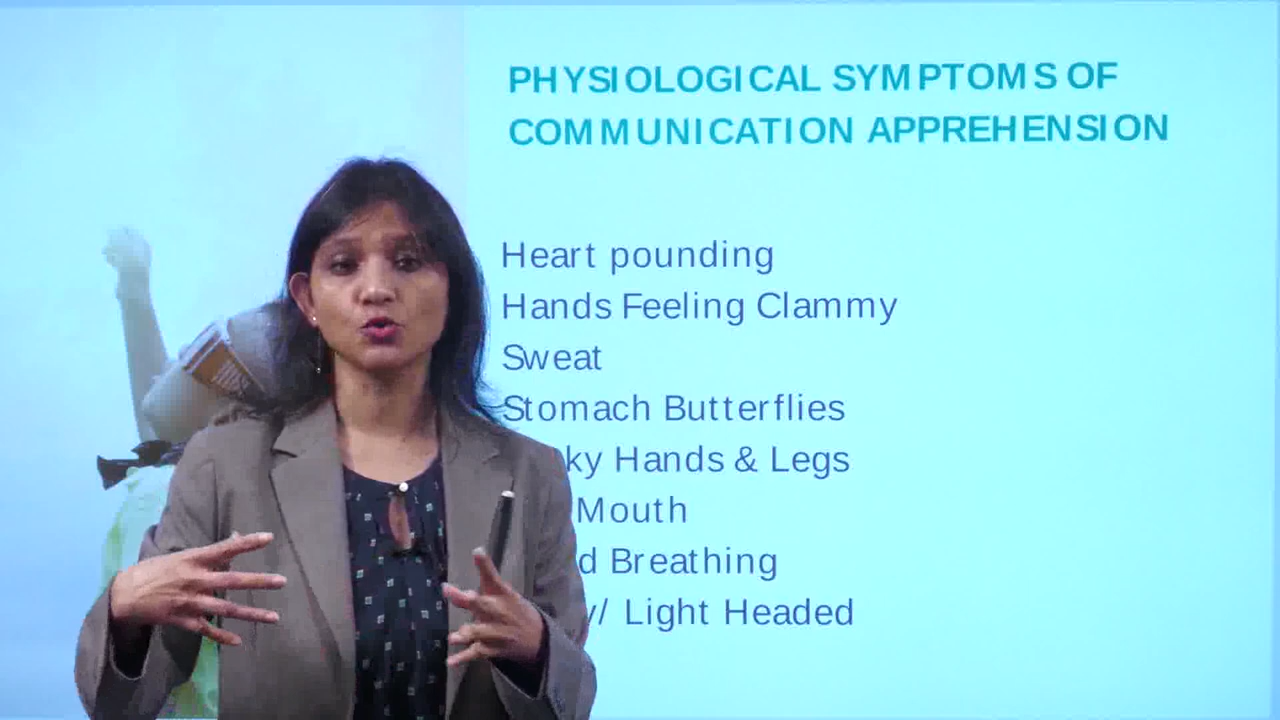 PHYSIOLOGICAL SYMPTOMS OF
COMMUNICATION APPREHENSION
Heart pounding
Hands Feeling Clammy
Sweat
Stomach Butterflies
Hands & Legs
Mouth
Breathing
Light Headed